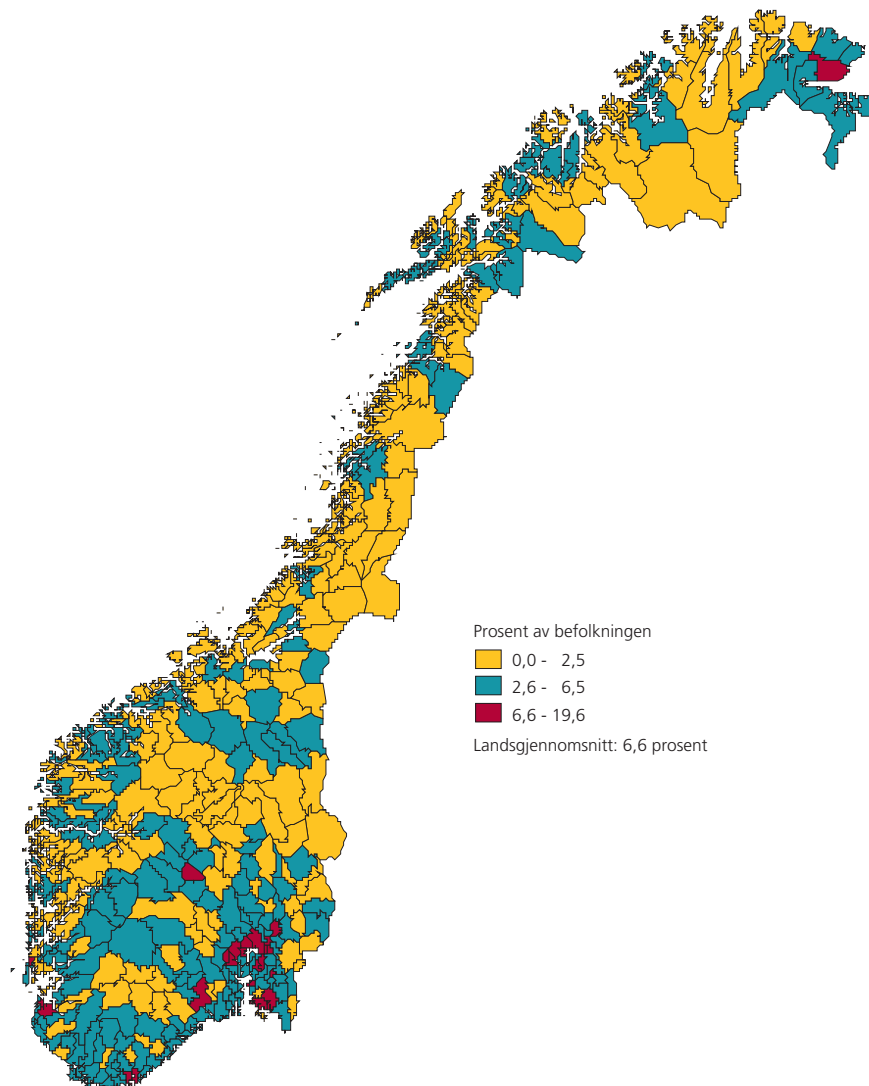 Prosent av befolkningen
0,0 - 2,5
2,6 - 6,5
6,6 - 19,6
Landsgjennomsnitt: 6,6 prosent